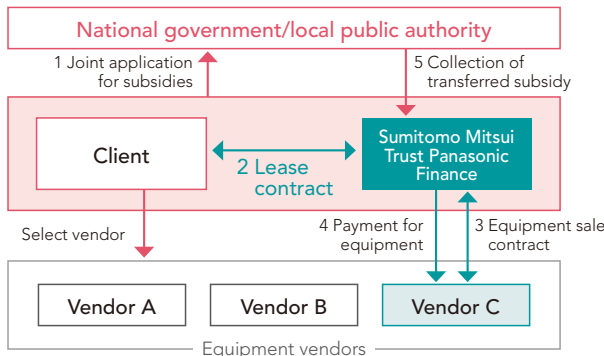 National government/local public authority
1 Joint application
for subsidies
5 Collection of
transferred subsidy
Client
2 Lease
contract
Sumitomo Mitsui
Trust Panasonic
Finance
Select vendor
4 Payment for
equipment
3 Equipment sale
contract
Vendor A
Vendor B
Vendor C
Equipment vendors